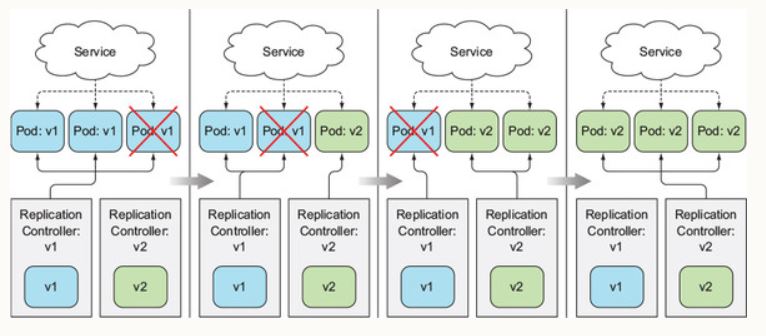 Service
Service
Service
Service
Pod: v1
Pod: v1
Pod: v1
Pod: v1
Pod: v1
Pod: v2
Pod: v1
Pod: v2
Pod: v2
Pod: v2
Pod: v2
Pod: v2
Replication
Controller:
v1
Replication
Controller:
v2
Replication
Controller:
v1
Replication
Controller:
v2
Replication
Controller:
v1
Replication
Controller:
v2
Replication
Controller:
v1
Replication
Controller:
v2
v1
v2
v1
v2
v1
v2
v1
v2